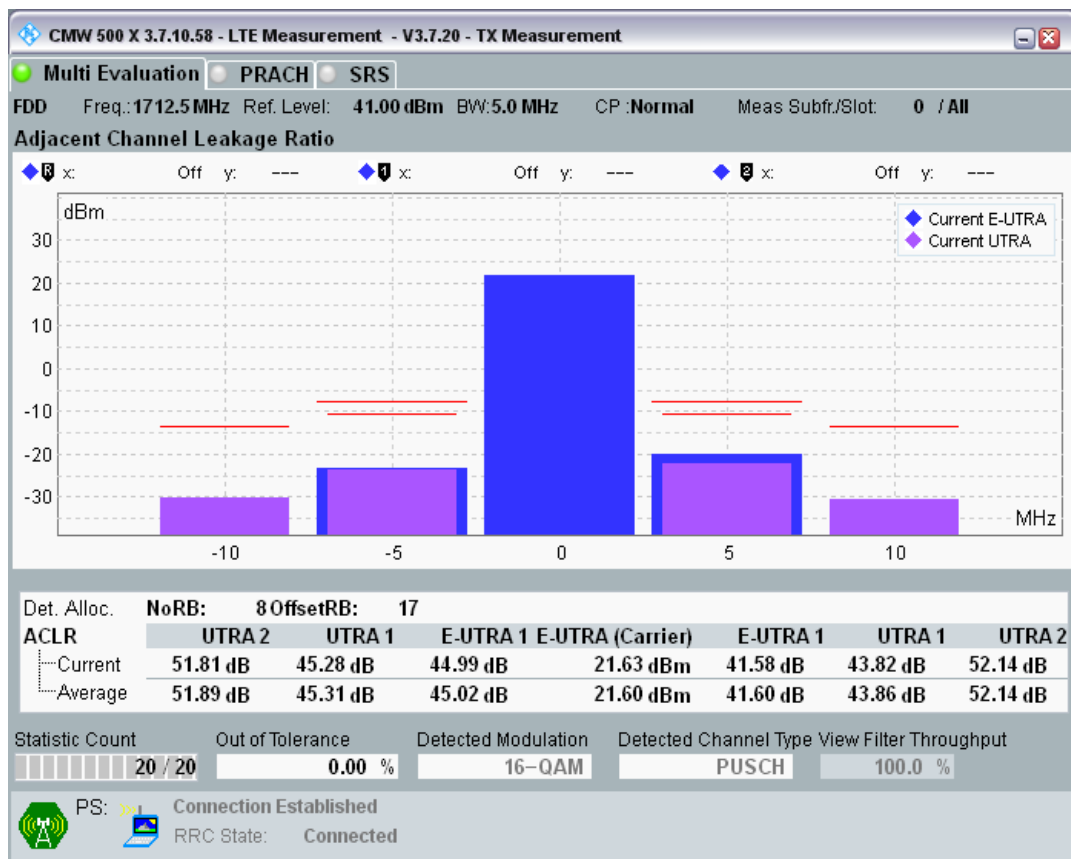 CMW 500 X 3.7.10.58 - LTE Measurement - V3.7.20 - TX Measurement
Multi Evaluation PRACH SRS
FDD Freq.:1712.5 MHz Ref. Level: 41.00 dBm BW:5.0 MHz CP :Normal Meas Subfr./Slot: 0 / All
Adjacent Channel Leakage Ratio
R x: Off y: --- 1 x: Off y: --- 2 x: Off y: ---
dBm
Current E-UTRA
Current UTRA
30
20
10
0
-10
-20
-30
MHz
-10 -5 0 5 10
Det. Alloc. NoRB: 8 OffsetRB: 17
ACLR UTRA 2 UTRA 1 E-UTRA 1 E-UTRA (Carrier) E-UTRA 1 UTRA 1 UTRA 2
Current 51.81 dB 45.28 dB 44.99 dB 21.63 dBm 41.58 dB 43.82 dB 52.14 dB
Average 51.89 dB 45.31 dB 45.02 dB 21.60 dBm 41.60 dB 43.86 dB 52.14 dB
Statistic Count Out of Tolerance Detected Modulation Detected Channel Type View Filter Throughput
20 / 20 0.00 % 16-QAM PUSCH 100.0 %
PS: Connection Established
RRC State: Connected